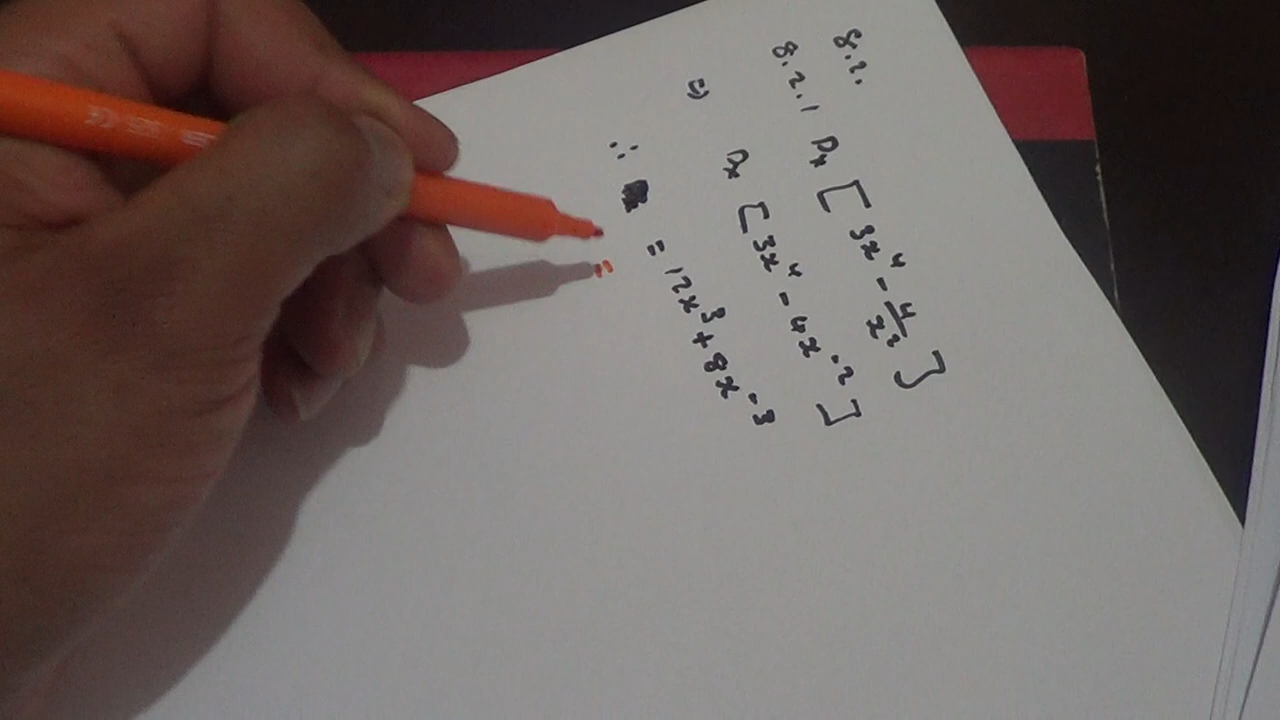 8.2.
8.2.1 Dx [3x⁴ - 4/x²]
=) Dx [3x⁴ - 4x⁻²]
∴ = 12x³ + 8x⁻³
=